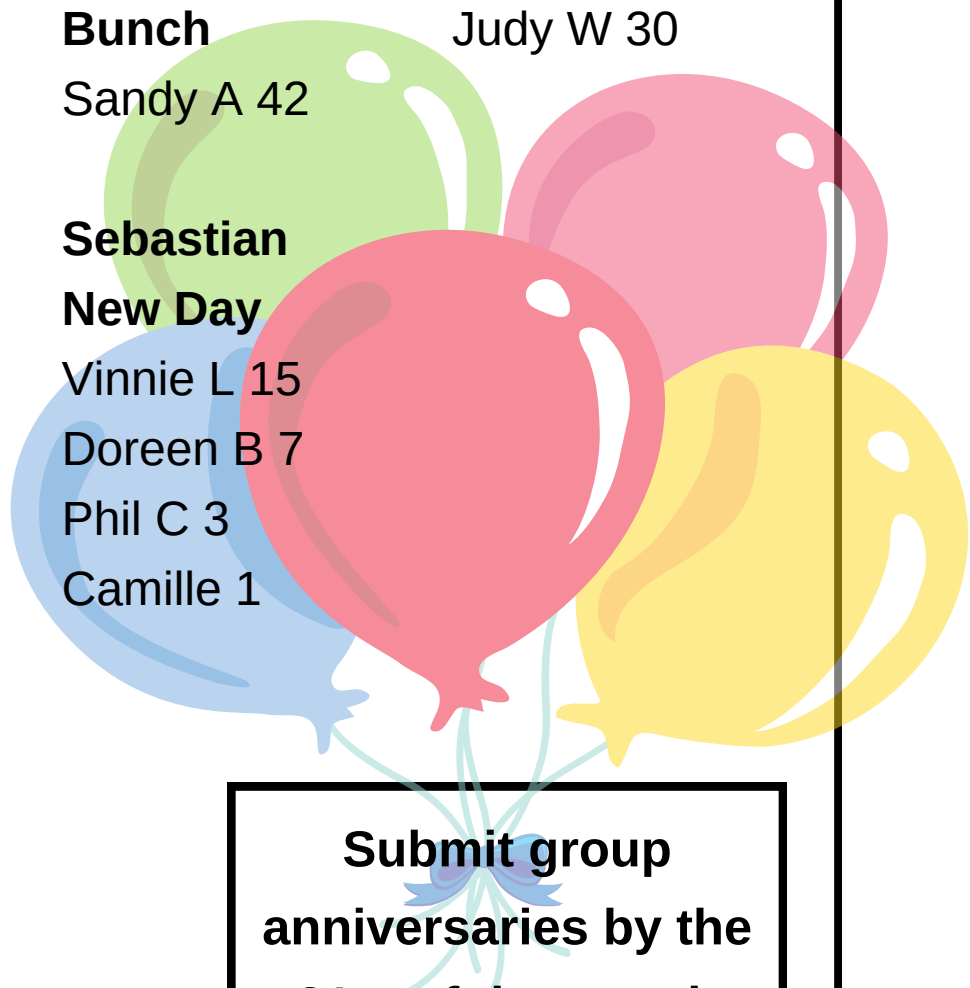 Bunch
Sandy A 42
Sebastian
New Day
Vinnie L 15
Doreen B 7
Phil C 3
Camille 1
Judy W 30
Submit group
anniversaries by the